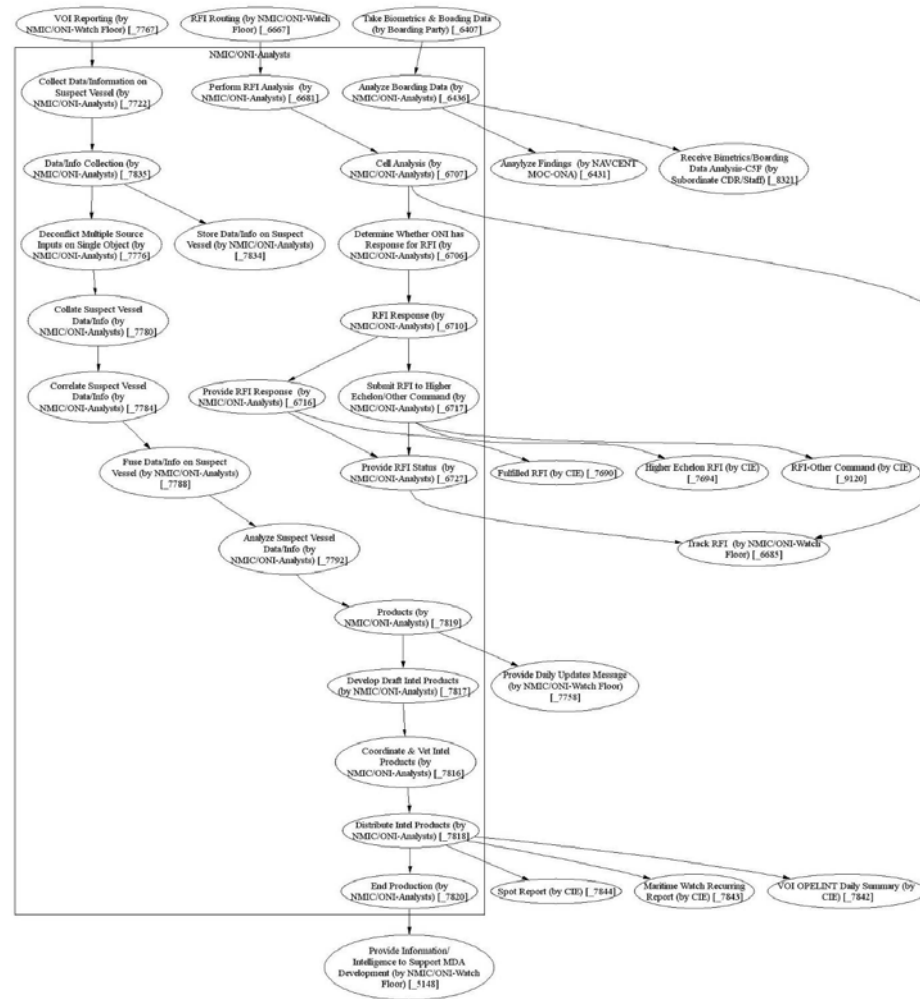 VOI Reporting (by
NMIC/ONI-Watch Floor)
[_7767]
RFI Routing (by NMIC/ONI-Watch
Floor) [_6667]
Take Biometrics & Boading Data
(by Boarding Party) [_6407]
NMIC/ONI-Analysts
Collect Data/Information on
Suspect Vessel (by
NMIC/ONI-Analysts)
[_7722]
Perform RFI Analysis (by
NMIC/ONI-Analysts) [_6681]
Analyze Boarding Data (by
NMIC/ONI-Analysts) [_6436]
Data/Info Collection (by
NMIC/ONI-Analysts)
[_7835]
Cell Analysis (by
NMIC/ONI-Analysts) [_6707]
Anaylyze Findings (by NAVCENT
MOC-ONA) [_6431]
Receive Bimetrics/Boarding
Data Analysis-C5F (by
Subordinate CDR/Staff) [_8321]
Deconflict Multiple Source
Inputs on Single Object (by
NMIC/ONI-Analysts)
[_7776]
Store Data/Info on Suspect
Vessel (by NMIC/ONI-Analysts)
[_7834]
Determine Whether ONI has
Response for RFI (by
NMIC/ONI-Analysts) [_6706]
Collate Suspect Vessel
Data/Info (by
NMIC/ONI-Analysts) [_7780]
RFI Response (by
NMIC/ONI-Analysts) [_6710]
Correlate Suspect Vessel
Data/Info (by
NMIC/ONI-Analysts) [_7784]
Provide RFI Response (by
NMIC/ONI-Analysts) [_6716]
Submit RFI to Higher
Echelon/Other Command (by
NMIC/ONI-Analysts) [_6717]
Fuse Data/Info on Suspect
Vessel (by NMIC/ONI-Analysts)
[_7788]
Provide RFI Status (by
NMIC/ONI-Analysts)
[_6727]
Fulfilled RFI (by CIE) [_7690]
Higher Echelon RFI (by CIE)
[_7694]
RFI-Other Command (by CIE)
[_9120]
Analyze Suspect Vessel
Data/Info (by
NMIC/ONI-Analysts) [_7792]
Track RFI (by NMIC/ONI-Watch
Floor) [_6685]
Products (by
NMIC/ONI-Analysts)
[_7819]
Develop Draft Intel Products
(by NMIC/ONI-Analysts) [_7817]
Provide Daily Updates Message
(by NMIC/ONI-Watch Floor)
[_7758]
Coordinate & Vet Intel
Products (by
NMIC/ONI-Analysts) [_7816]
Distribute Intel Products (by
NMIC/ONI-Analysts) [_7818]
End Production (by
NMIC/ONI-Analysts) [_7820]
Spot Report (by CIE) [_7844]
Maritime Watch Recurring
Report (by CIE) [_7843]
VOI OPELINT Daily Summary (by
CIE) [_7842]
Provide Information/
Intelligence to Support MDA
Development (by NMIC/ONI-Watch
Floor) [_5148]